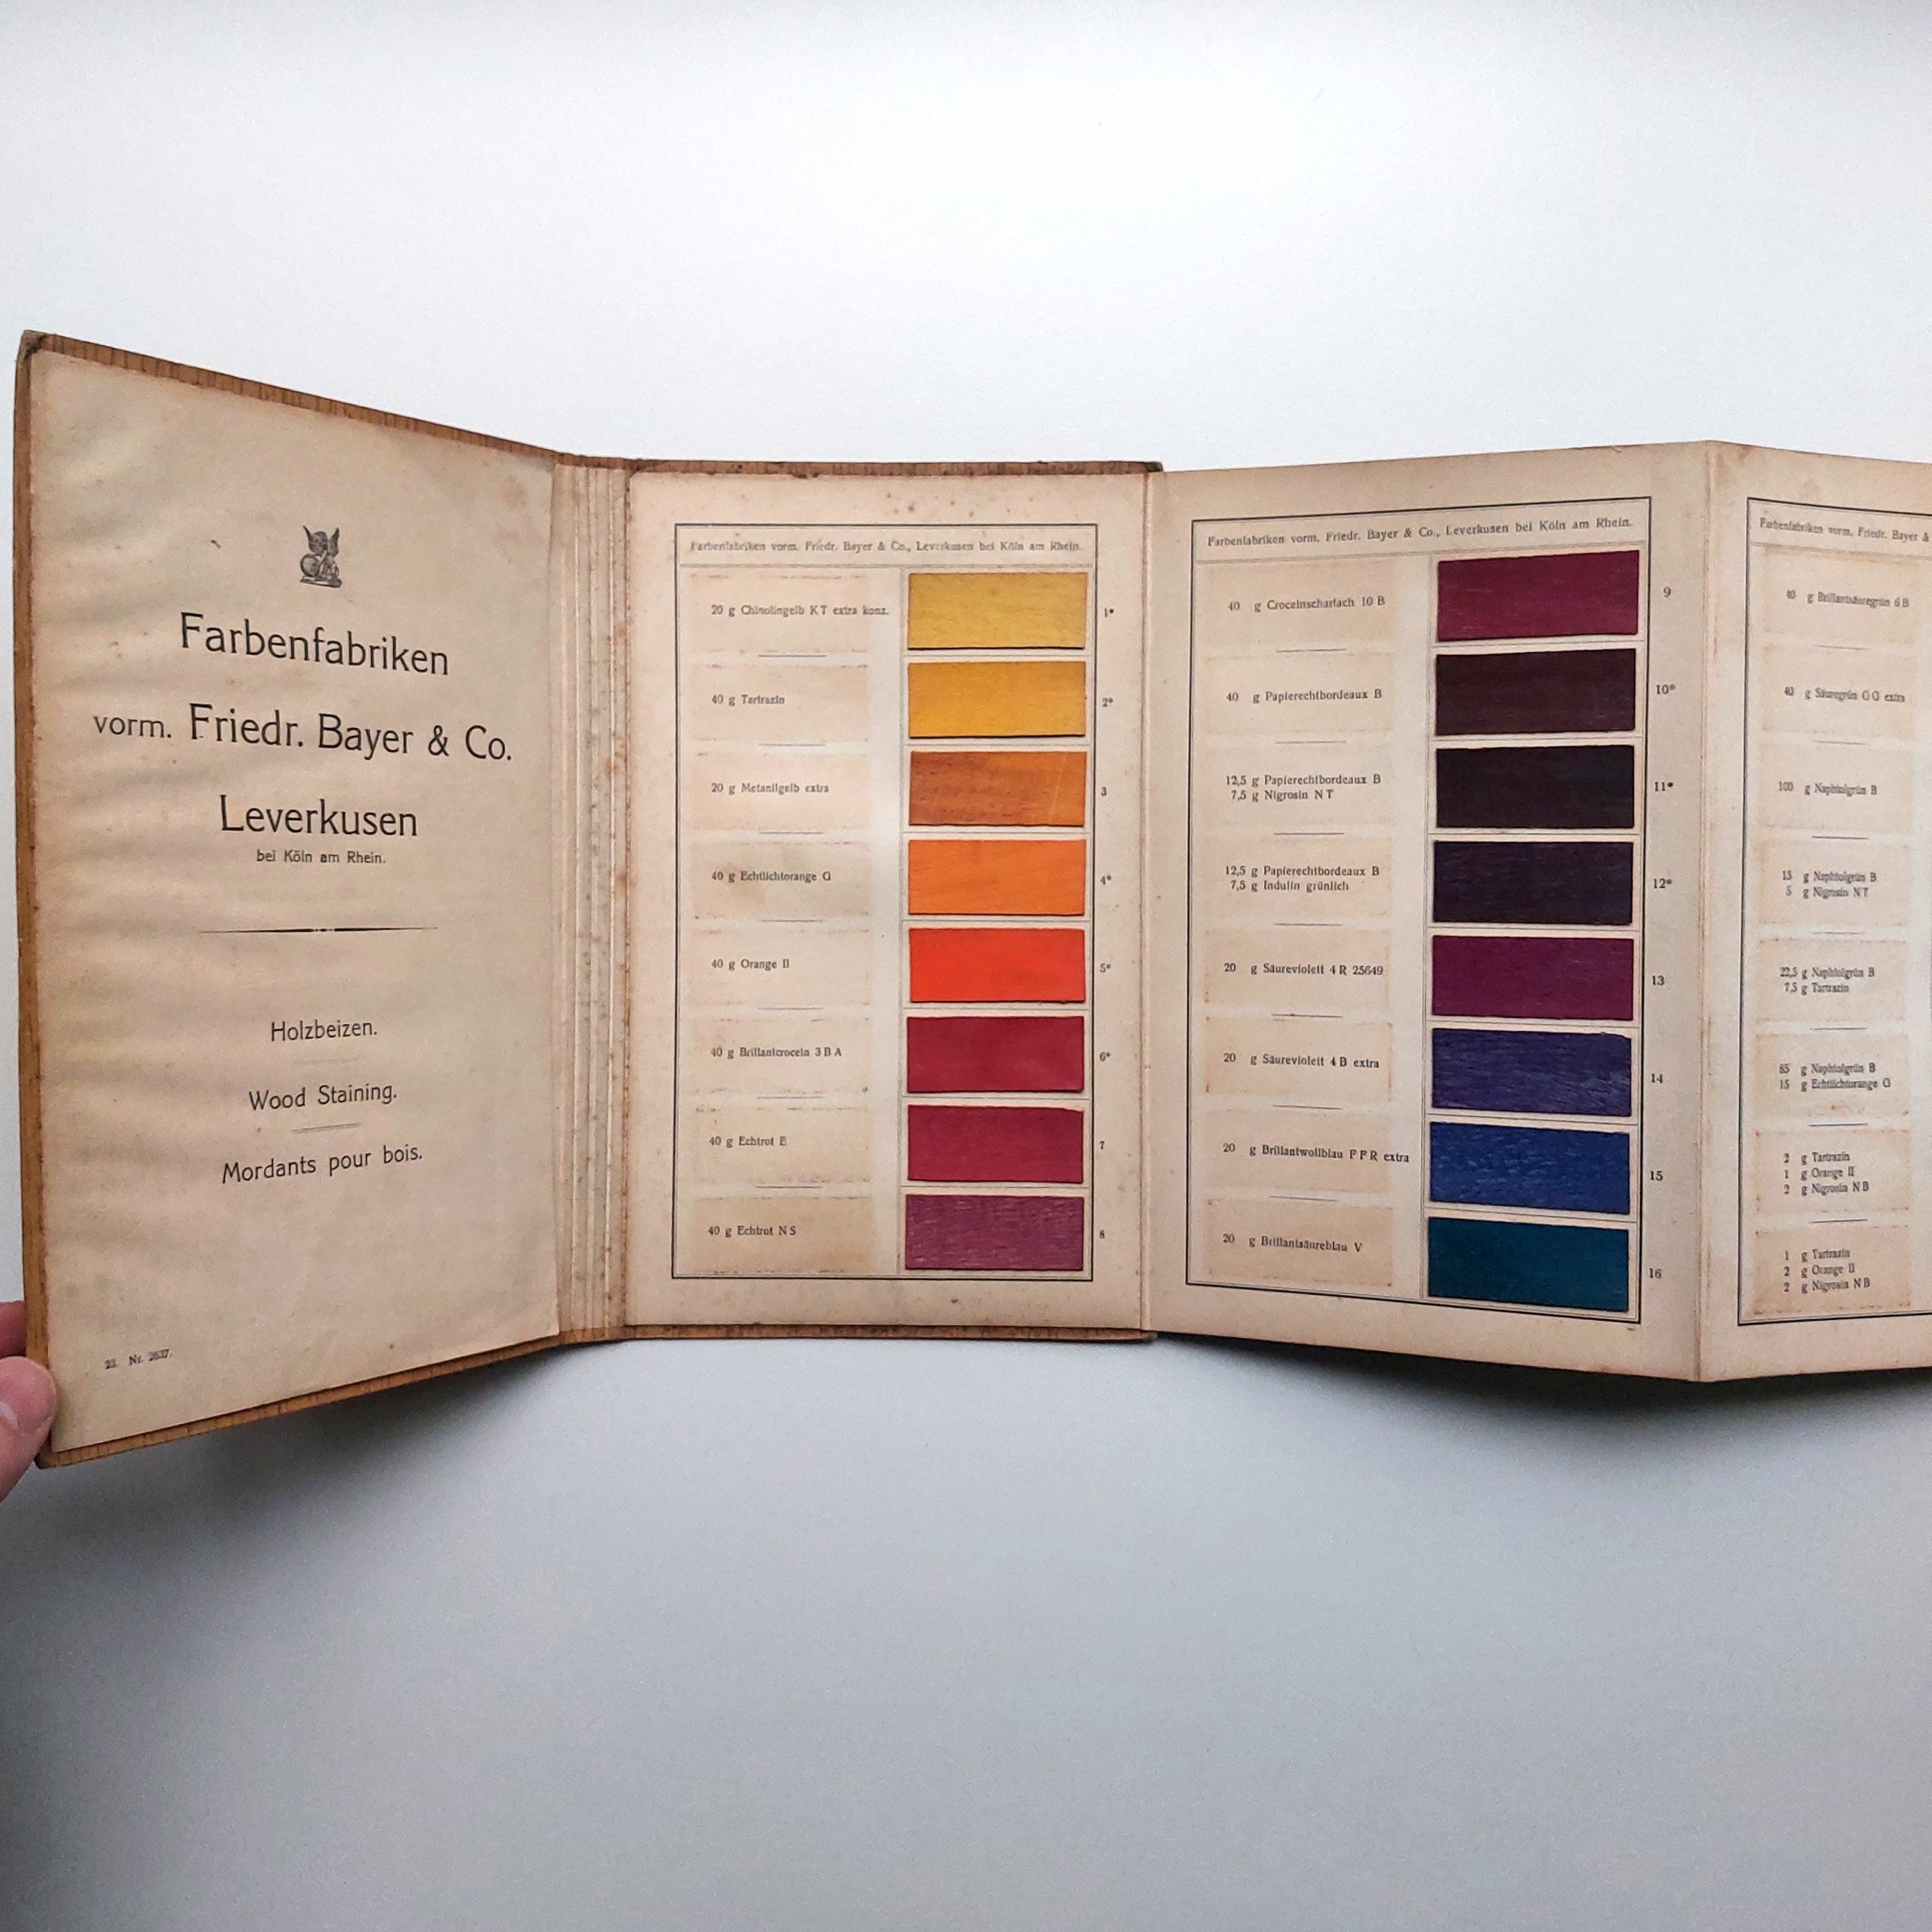 Farbenfabriken
vorm. Friedr. Bayer & Co.
Leverkusen
bei Köln am Rhein.
Holzbeizen.
Wood Staining.
Mordants pour bois.
23. Nr. 2637.
Farbenfabriken vorm. Friedr. Bayer & Co., Leverkusen bei Köln am Rhein.
20 g Chinolingelb KT extra konz. 1*
40 g Tartrazin 2*
20 g Metanilgelb extra 3
40 g Echtlichtorange G 4*
40 g Orange II 5*
40 g Brillantcrocein 3 B A 6*
40 g Echtrot E 7
40 g Echtrot N S 8
Farbenfabriken vorm. Friedr. Bayer & Co., Leverkusen bei Köln am Rhein.
40 g Croceinscharlach 10 B 9
40 g Papierechtbordeaux B 10*
12,5 g Papierechtbordeaux B
7,5 g Nigrosin N T 11*
12,5 g Papierechtbordeaux B
7,5 g Indulin grünlich 12*
20 g Säureviolett 4 R 25649 13
20 g Säureviolett 4 B extra 14
20 g Brillantwollblau F F R extra 15
20 g Brillantsäureblau V 16
Farbenfabriken vorm. Friedr. Bayer &
40 g Brillantsäuregrün 6 B
40 g Säuregrün G G extra
100 g Naphtolgrün B
15 g Naphtolgrün B
5 g Nigrosin N T
22,5 g Naphtolgrün B
7,5 g Tartrazin
85 g Naphtolgrün B
15 g Echtlichtorange G
2 g Tartrazin
1 g Orange II
2 g Nigrosin N B
1 g Tartrazin
2 g Orange II
2 g Nigrosin N B